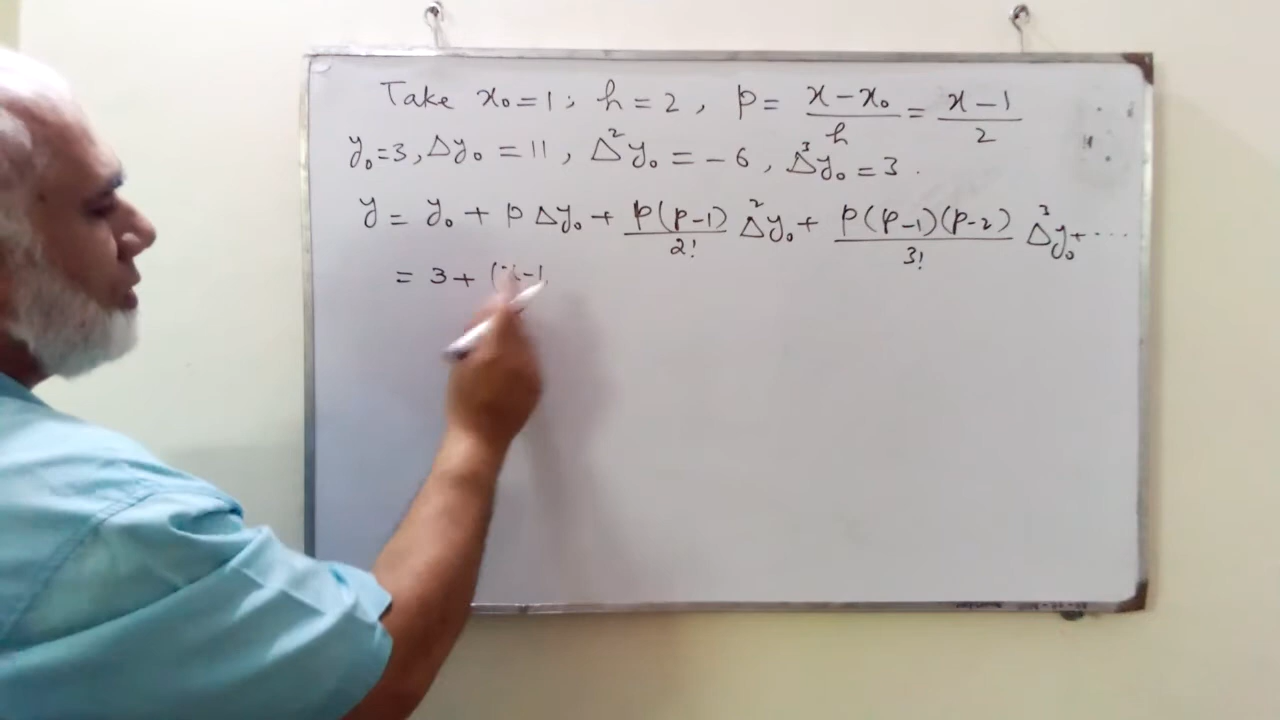 Take x₀ = 1 ; h = 2 , p = (x − x₀)/h = (x − 1)/2
y₀ = 3 , Δy₀ = 11 , Δ²y₀ = −6 , Δ³y₀ = 3 .
y = y₀ + p Δy₀ + p(p−1)/2! Δ²y₀ + p(p−1)(p−2)/3! Δ³y₀ + ⋯
= 3 + (x−1